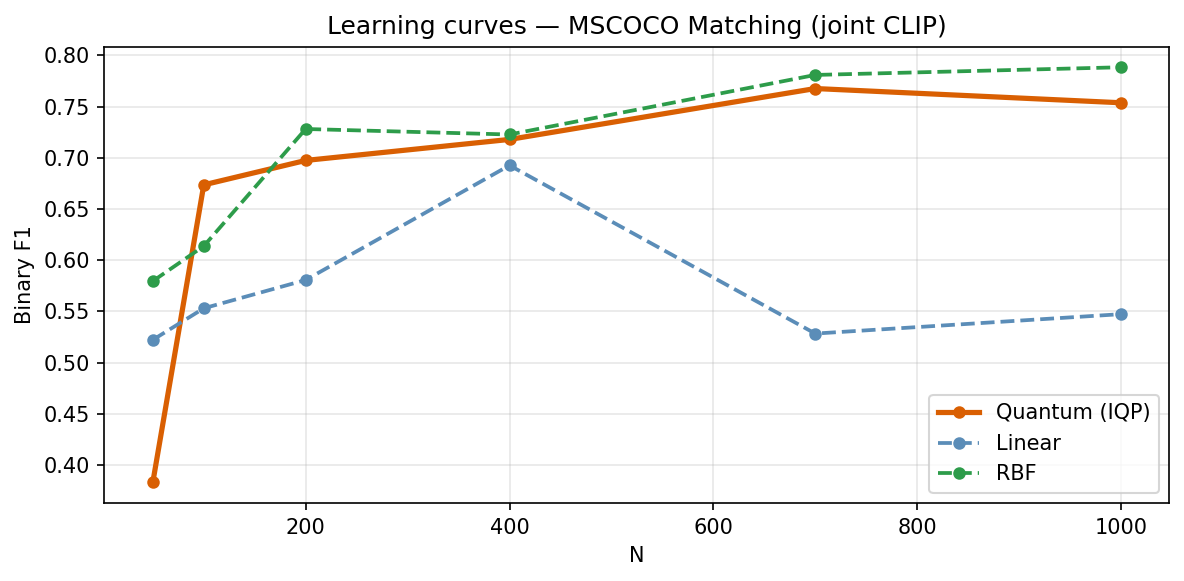 Learning curves — MSCOCO Matching (joint CLIP)
Binary F1
0.80
0.75
0.70
0.65
0.60
0.55
0.50
0.45
0.40
Quantum (IQP)
Linear
RBF
200 400 600 800 1000
N